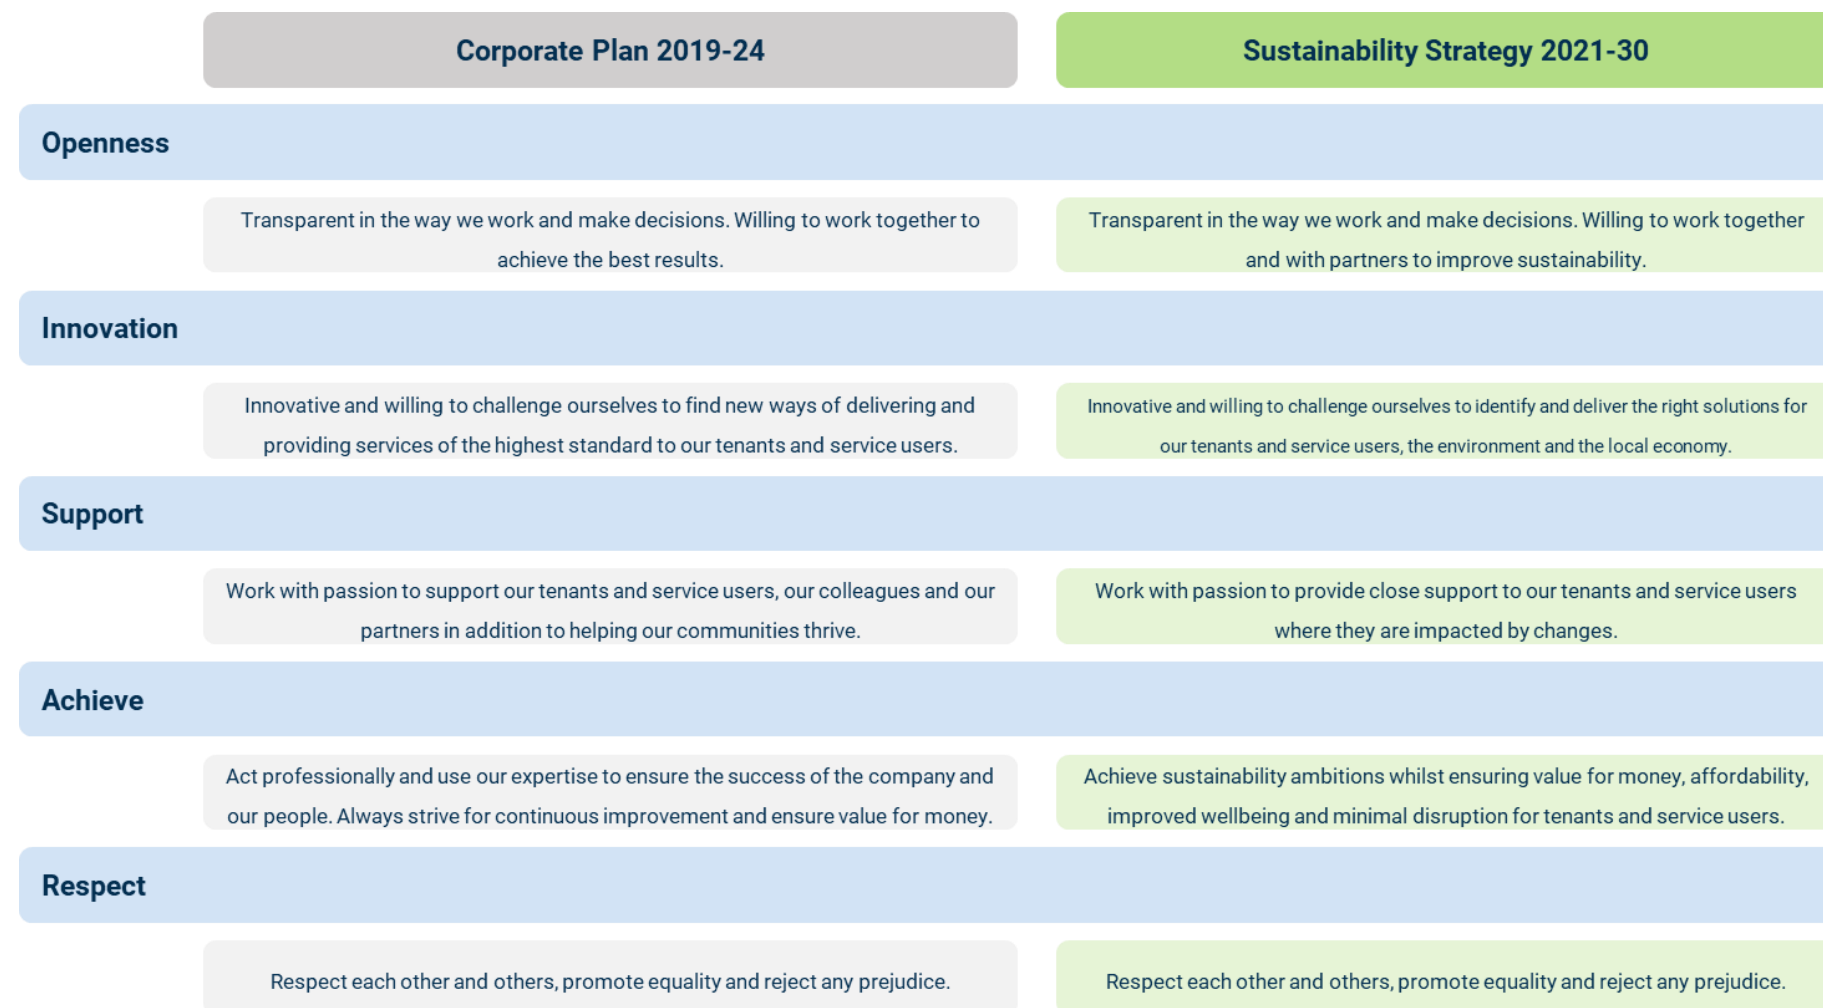 Corporate Plan 2019-24
Sustainability Strategy 2021-30
Openness
Transparent in the way we work and make decisions. Willing to work together to
achieve the best results.
Transparent in the way we work and make decisions. Willing to work together
and with partners to improve sustainability.
Innovation
Innovative and willing to challenge ourselves to find new ways of delivering and
providing services of the highest standard to our tenants and service users.
Innovative and willing to challenge ourselves to identify and deliver the right solutions for
our tenants and service users, the environment and the local economy.
Support
Work with passion to support our tenants and service users, our colleagues and our
partners in addition to helping our communities thrive.
Work with passion to provide close support to our tenants and service users
where they are impacted by changes.
Achieve
Act professionally and use our expertise to ensure the success of the company and
our people. Always strive for continuous improvement and ensure value for money.
Achieve sustainability ambitions whilst ensuring value for money, affordability,
improved wellbeing and minimal disruption for tenants and service users.
Respect
Respect each other and others, promote equality and reject any prejudice.
Respect each other and others, promote equality and reject any prejudice.